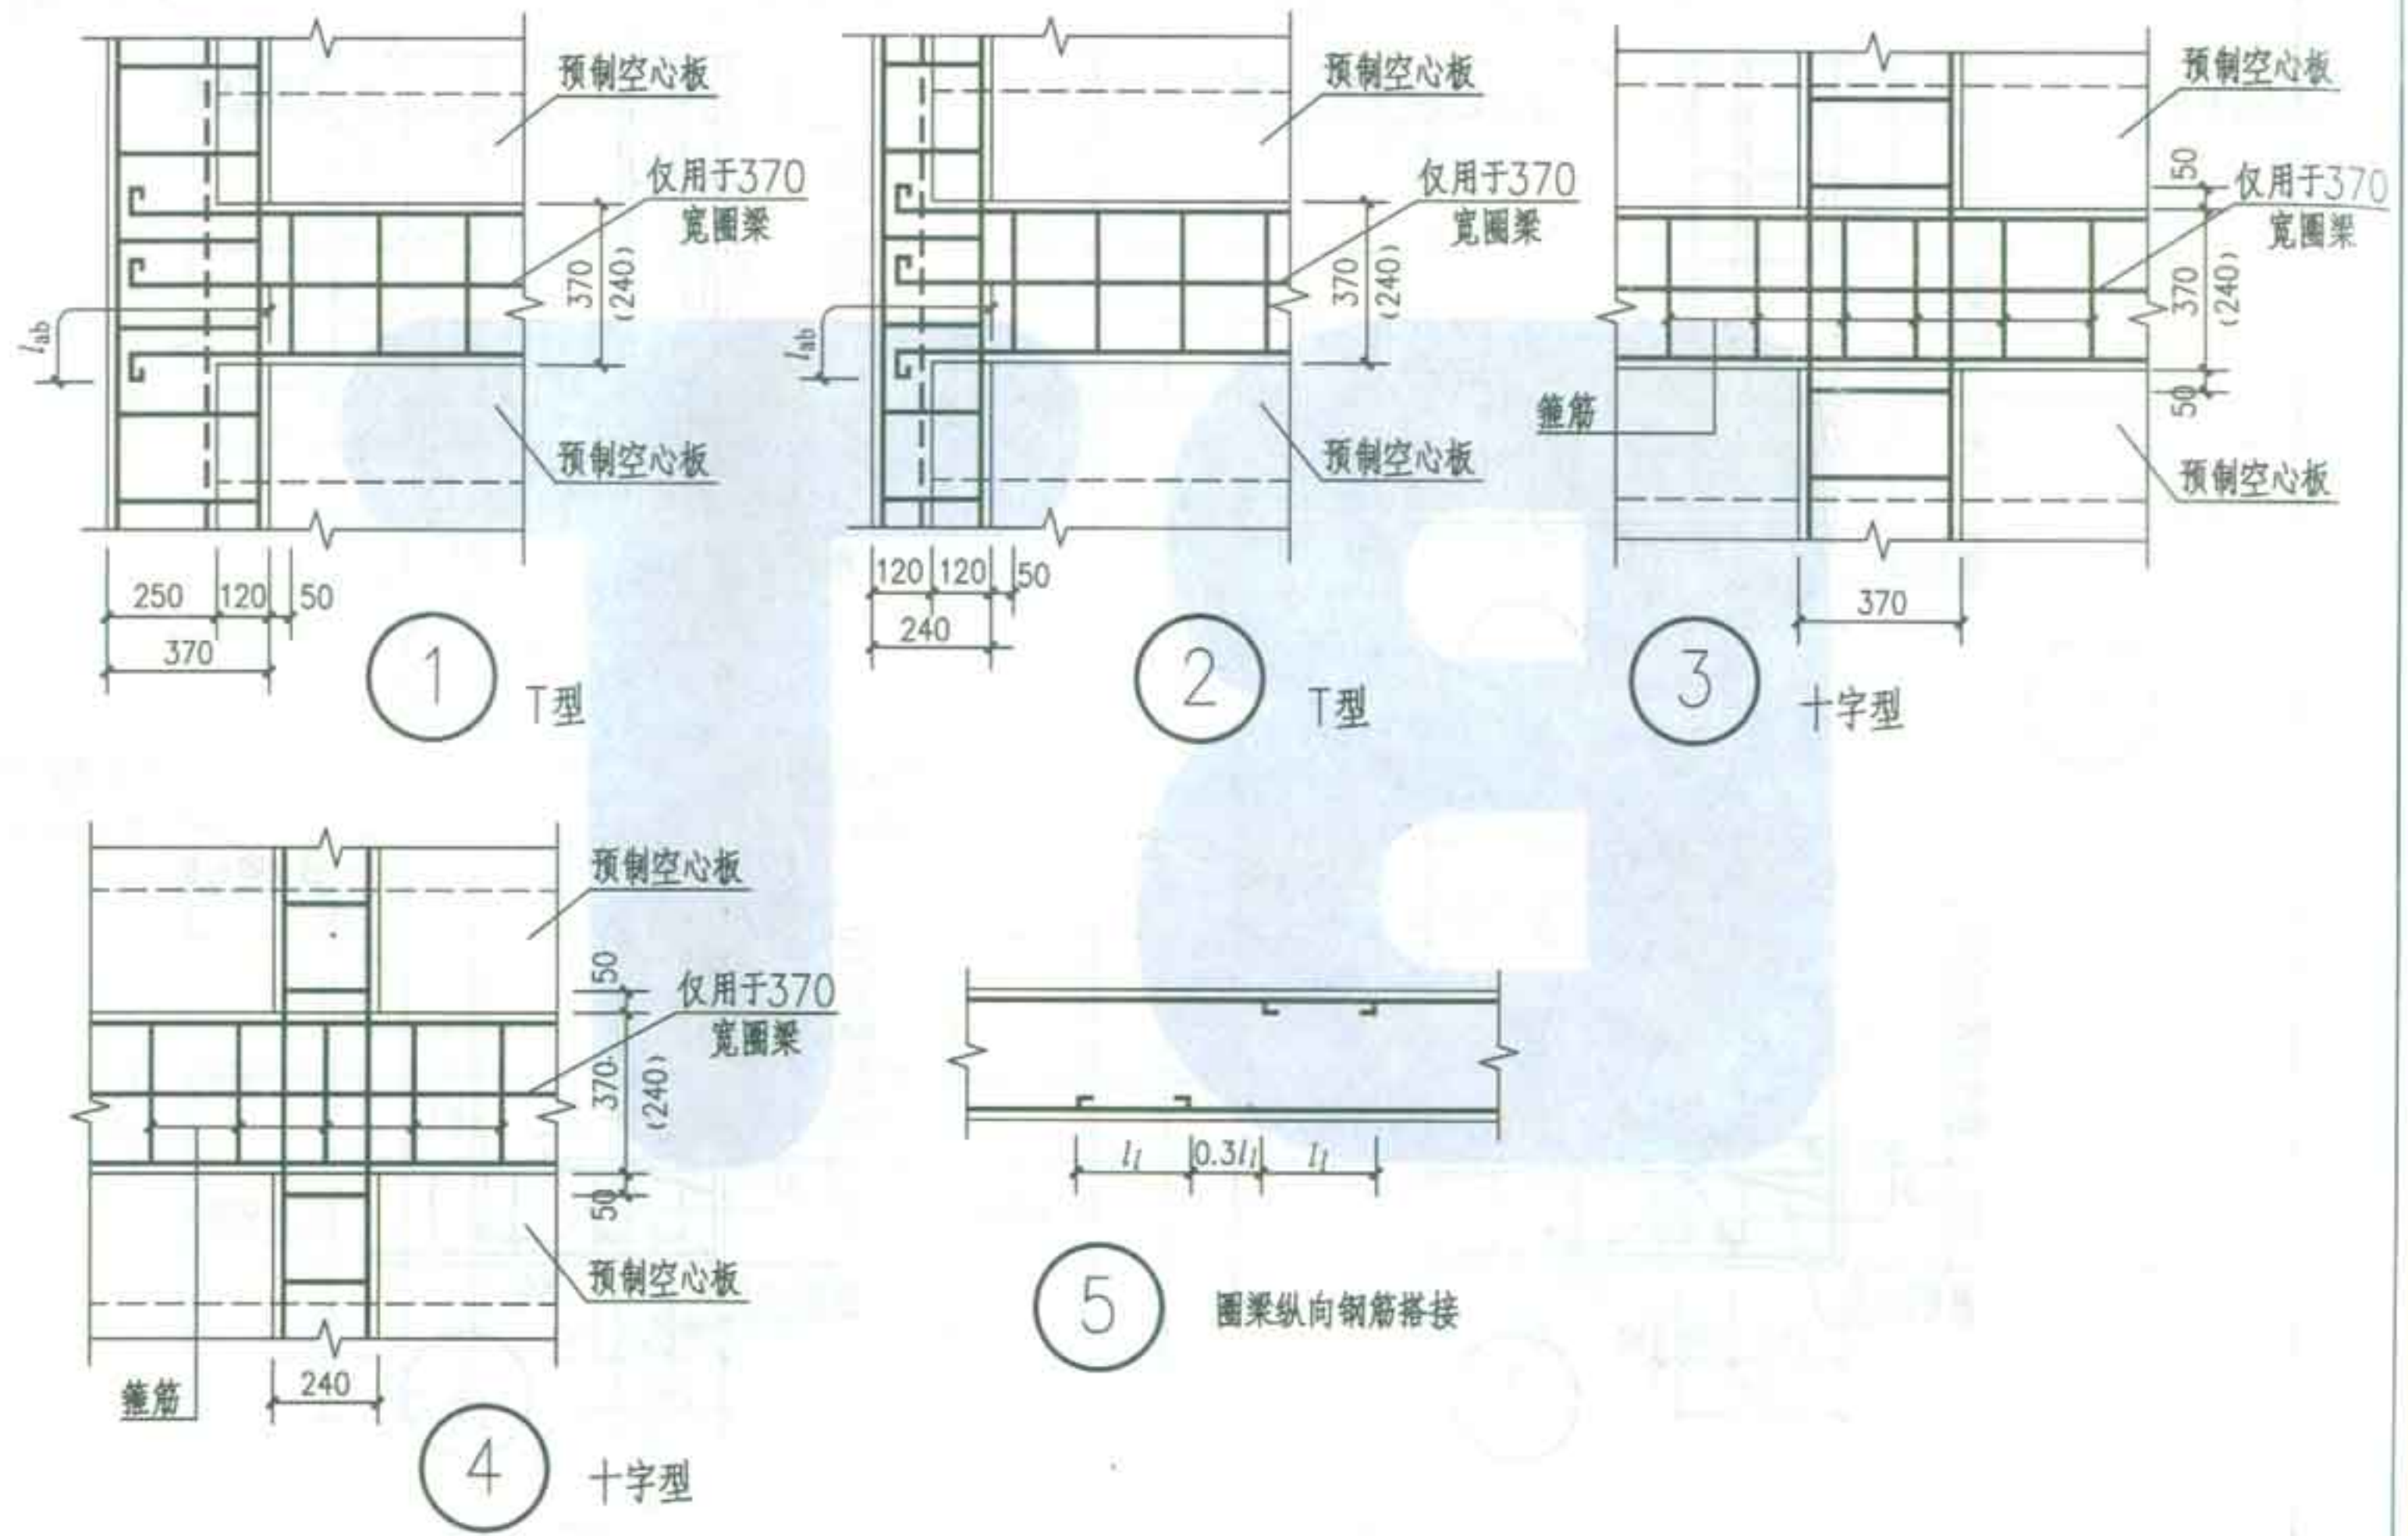 预制空心板
仅用于370
宽圈梁
370
(240)
lab
预制空心板
250
120
50
370
1
T型
预制空心板
仅用于370
宽圈梁
370
(240)
lab
预制空心板
120
120
50
240
2
T型
预制空心板
50
仅用于370
宽圈梁
370
(240)
50
箍筋
预制空心板
370
3
十字型
预制空心板
50
仅用于370
宽圈梁
370
(240)
50
预制空心板
箍筋
240
4
十字型
ll
0.3ll
ll
5
圈梁纵向钢筋搭接